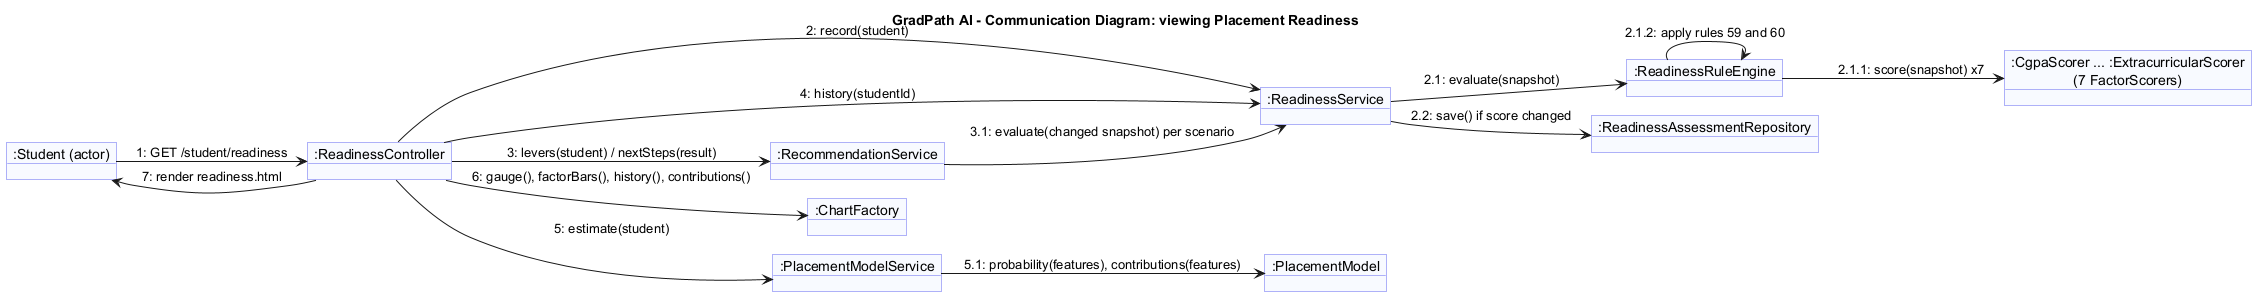 GradPath AI - Communication Diagram: viewing Placement Readiness
2: record(student)
2.1.2: apply rules 59 and 60
:ReadinessRuleEngine
2.1.1: score(snapshot) x7
:CgpaScorer ... :ExtracurricularScorer
(7 FactorScorers)
2.1: evaluate(snapshot)
4: history(studentId)
:ReadinessService
2.2: save() if score changed
:ReadinessAssessmentRepository
3.1: evaluate(changed snapshot) per scenario
:Student (actor)
1: GET /student/readiness
:ReadinessController
3: levers(student) / nextSteps(result)
:RecommendationService
7: render readiness.html
6: gauge(), factorBars(), history(), contributions()
:ChartFactory
5: estimate(student)
:PlacementModelService
5.1: probability(features), contributions(features)
:PlacementModel